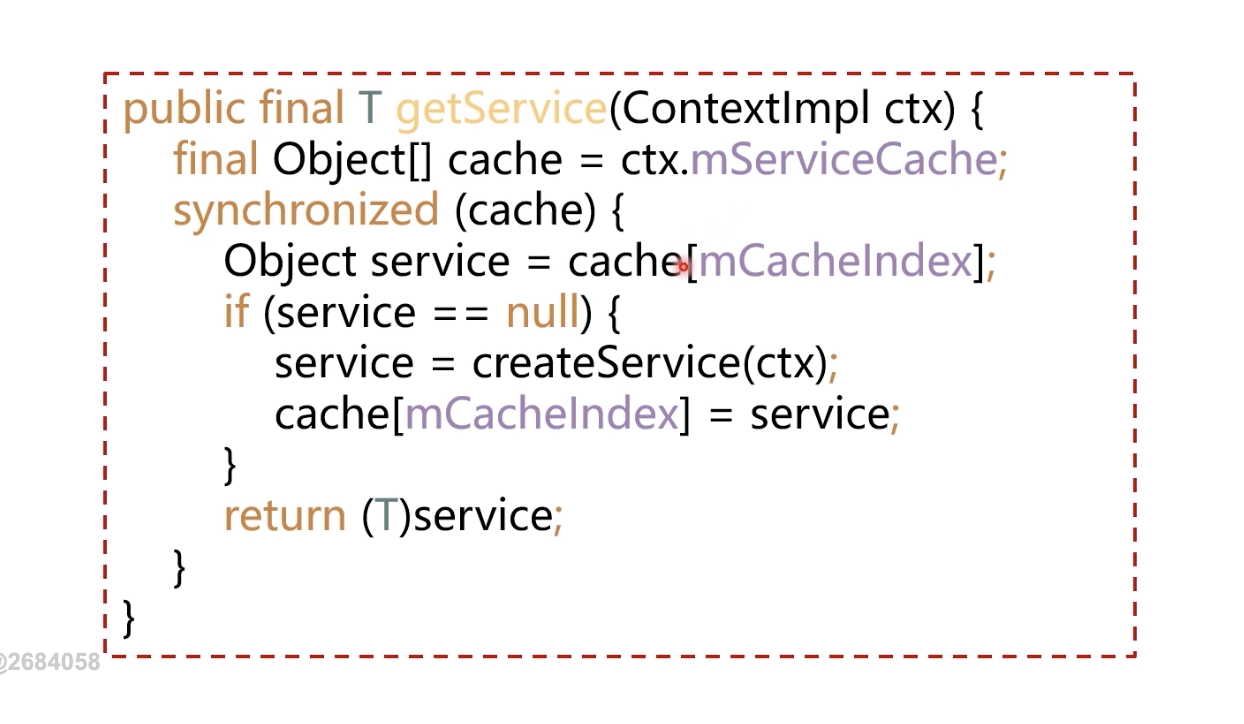 public final T getService(ContextImpl ctx) {
final Object[] cache = ctx.mServiceCache;
synchronized (cache) {
Object service = cache[mCacheIndex];
if (service == null) {
service = createService(ctx);
cache[mCacheIndex] = service;
}
return (T)service;
}
}
@2684058